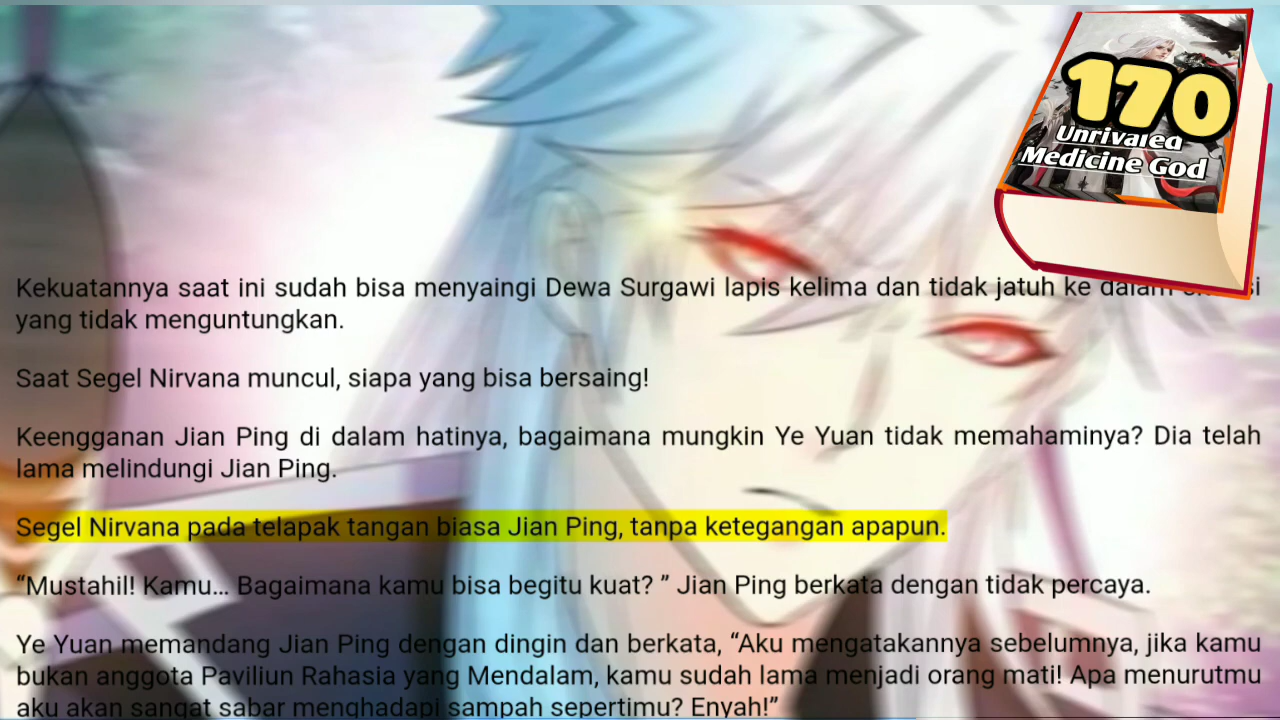 170
Unrivaled
Medicine God
Kekuatannya saat ini sudah bisa menyaingi Dewa Surgawi lapis kelima dan tidak jatuh ke dalam
yang tidak menguntungkan.
Saat Segel Nirvana muncul, siapa yang bisa bersaing!
Keengganan Jian Ping di dalam hatinya, bagaimana mungkin Ye Yuan tidak memahaminya? Dia telah
lama melindungi Jian Ping.
Segel Nirvana pada telapak tangan biasa Jian Ping, tanpa ketegangan apapun.
“Mustahil! Kamu… Bagaimana kamu bisa begitu kuat? ” Jian Ping berkata dengan tidak percaya.
Ye Yuan memandang Jian Ping dengan dingin dan berkata, “Aku mengatakannya sebelumnya, jika kamu
bukan anggota Paviliun Rahasia yang Mendalam, kamu sudah lama menjadi orang mati! Apa menurutmu
aku akan sangat sabar menghadapi sampah sepertimu? Enyah!”